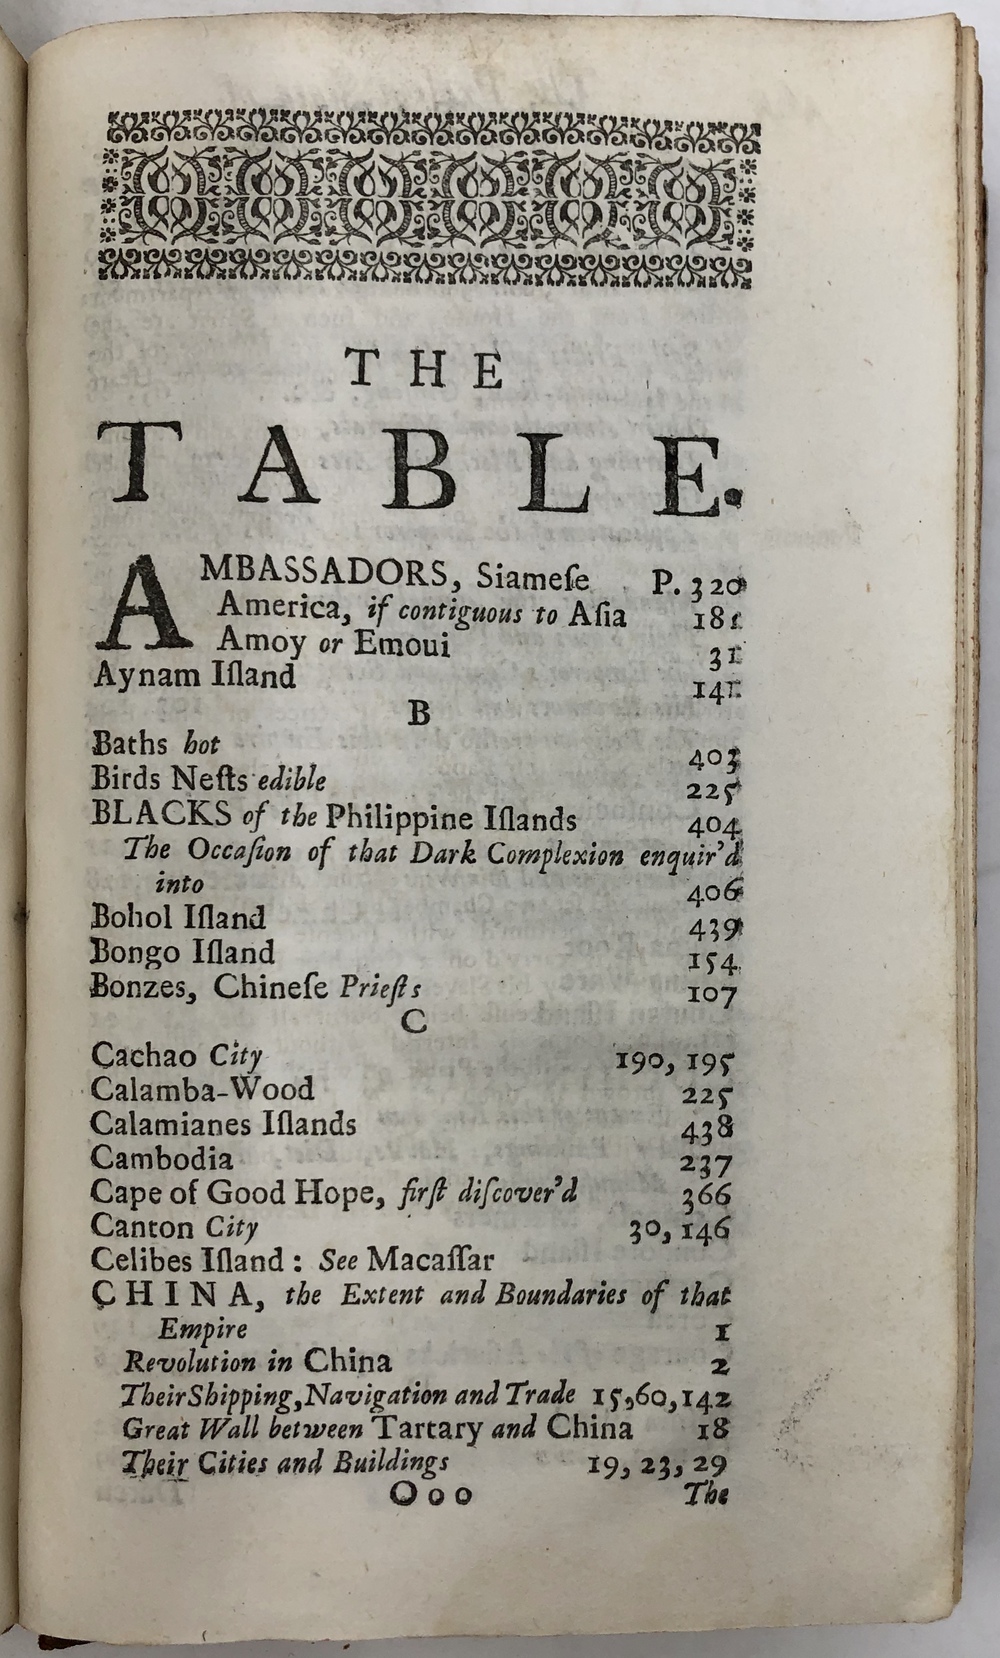 THE
TABLE.
AMBASSADORS, Siameſe P. 320
America, if contiguous to Aſia 181
Amoy or Emoui 31
Aynam Iſland 141
B
Baths hot 403
Birds Neſts edible 225
BLACKS of the Philippine Iſlands 404
The Occaſion of that Dark Complexion enquir'd
into 406
Bohol Iſland 439
Bongo Iſland 154
Bonzes, Chineſe Prieſts 107
C
Cachao City 190, 195
Calamba-Wood 225
Calamianes Iſlands 438
Cambodia 237
Cape of Good Hope, firſt diſcover'd 366
Canton City 30, 146
Celibes Iſland: See Macaſſar
CHINA, the Extent and Boundaries of that
Empire 1
Revolution in China 2
Their Shipping, Navigation and Trade 15,60,142
Great Wall between Tartary and China 18
Their Cities and Buildings 19, 23, 29
Ooo The